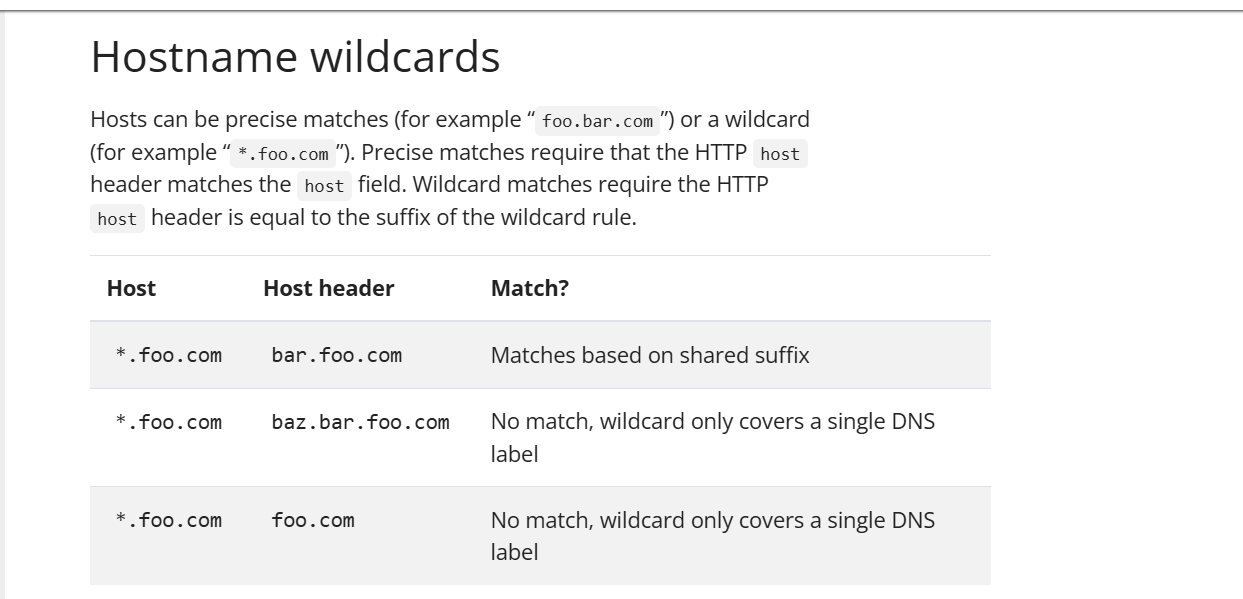 Hostname wildcards
Hosts can be precise matches (for example “foo.bar.com”) or a wildcard
(for example “*.foo.com”). Precise matches require that the HTTP host
header matches the host field. Wildcard matches require the HTTP
host header is equal to the suffix of the wildcard rule.
Host Host header Match?
*.foo.com bar.foo.com Matches based on shared suffix
*.foo.com baz.bar.foo.com No match, wildcard only covers a single DNS
label
*.foo.com foo.com No match, wildcard only covers a single DNS
label